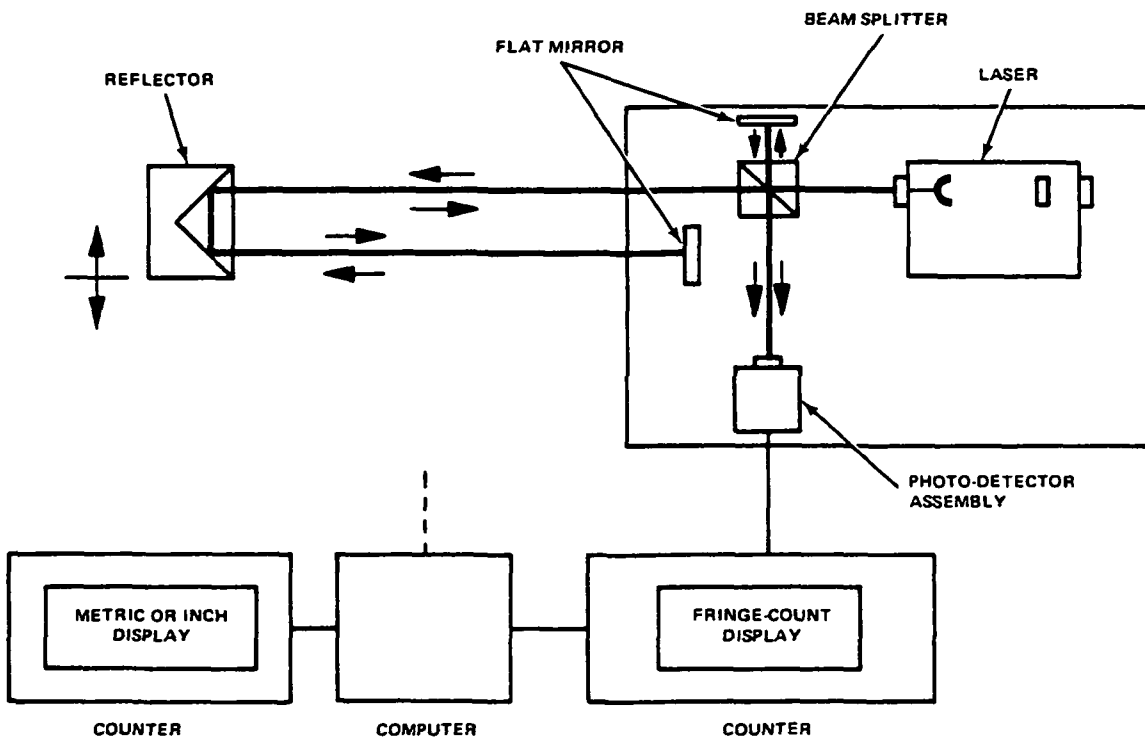 BEAM SPLITTER
FLAT MIRROR
REFLECTOR
LASER
PHOTO-DETECTOR
ASSEMBLY
METRIC OR INCH
DISPLAY
FRINGE-COUNT
DISPLAY
COUNTER
COMPUTER
COUNTER